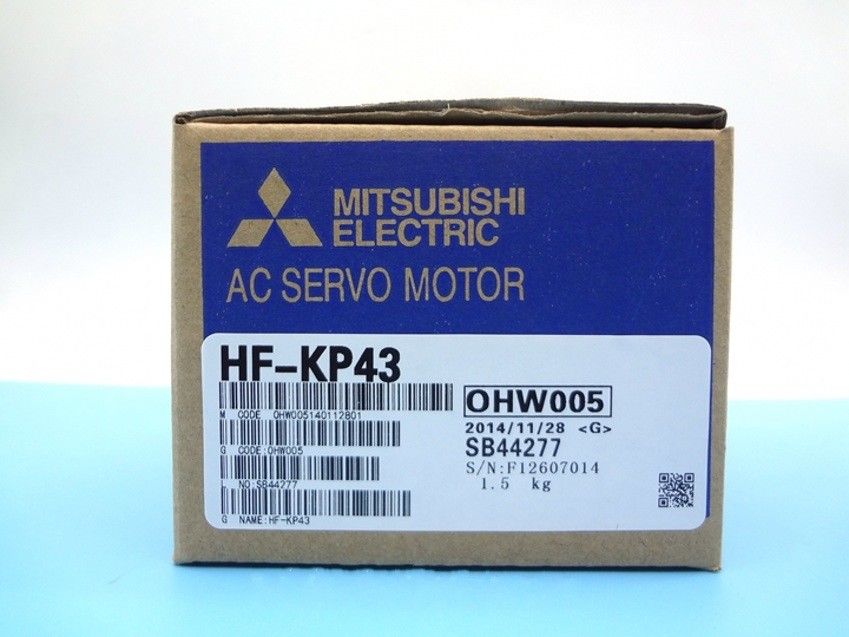 MITSUBISHI
ELECTRIC
AC SERVO MOTOR
HF-KP43
M CODE OHW005140112801
G CODE:OHW005
L NO:SB44277
G NAME:HF-KP43
OHW005
2014/11/28 <G>
SB44277
S/N:F12607014
1.5 kg